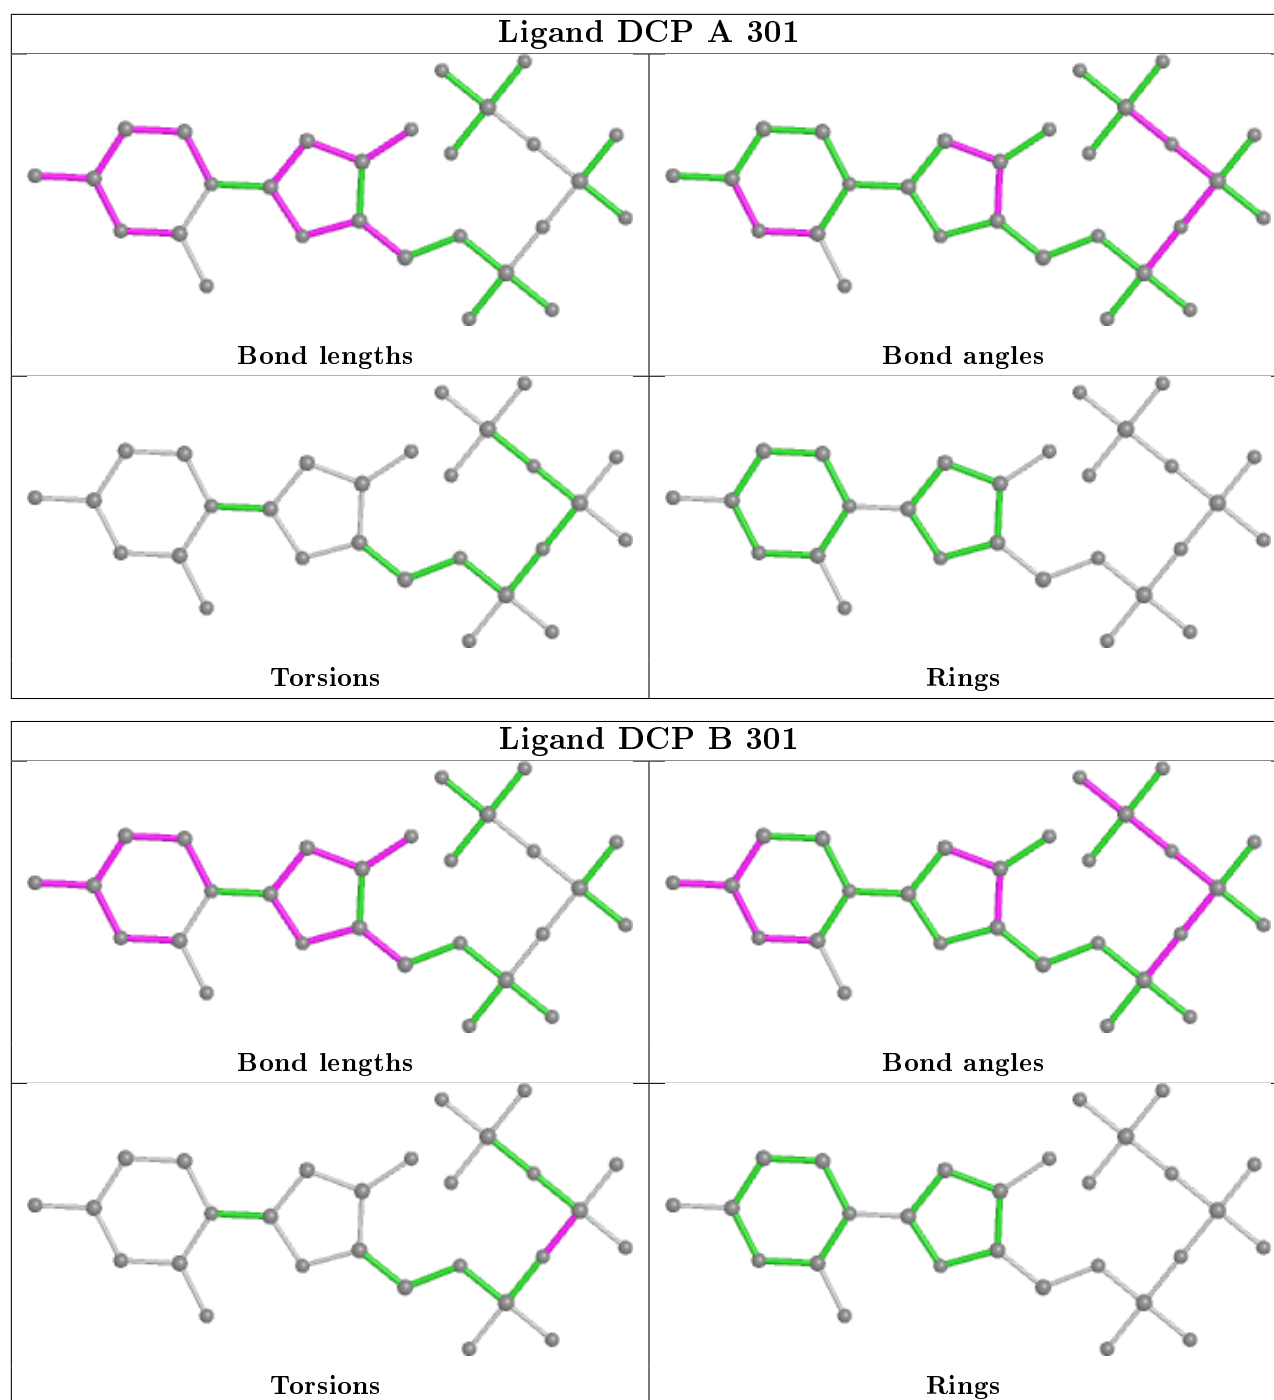 Ligand DCP A 301
Bond lengths
Bond angles
Torsions
Rings
Ligand DCP B 301
Bond lengths
Bond angles
Torsions
Rings